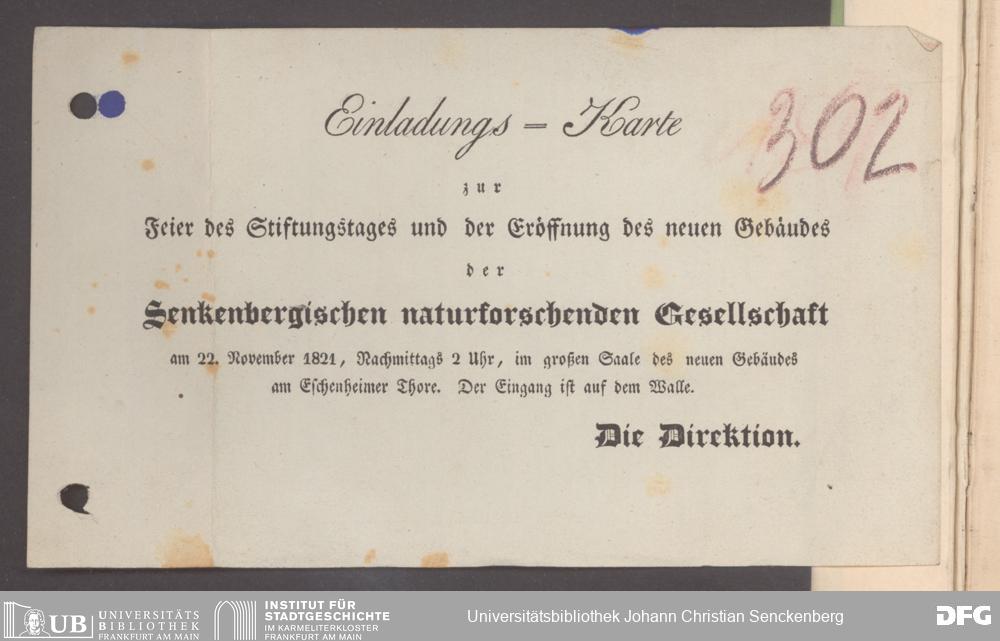 Einladungs = Karte
302
zur
Feier des Stiftungstages und der Eröffnung des neuen Gebäudes
der
Senkenbergischen naturforschenden Gesellschaft
am 22. November 1821, Nachmittags 2 Uhr, im großen Saale des neuen Gebäudes
am Eschenheimer Thore. Der Eingang ist auf dem Walle.
Die Direktion.
UB UNIVERSITÄTS BIBLIOTHEK FRANKFURT AM MAIN
INSTITUT FÜR STADTGESCHICHTE IM KARMELITERKLOSTER FRANKFURT AM MAIN
Universitätsbibliothek Johann Christian Senckenberg
DFG